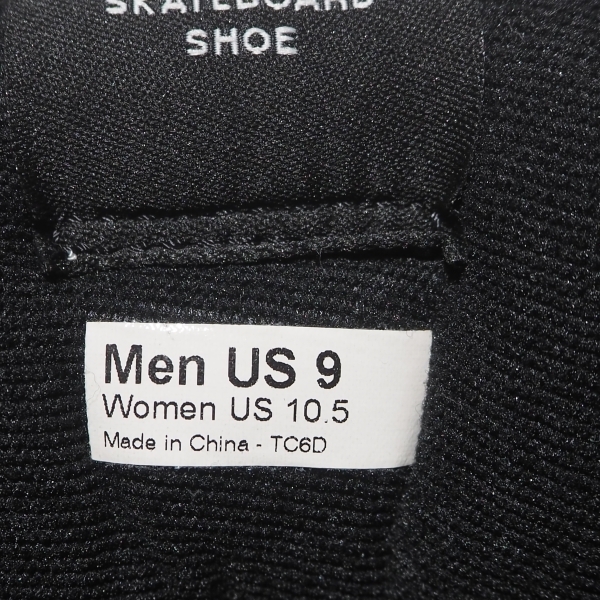 SKATEBOARD
SHOE
Men US 9
Women US 10.5
Made in China - TC6D